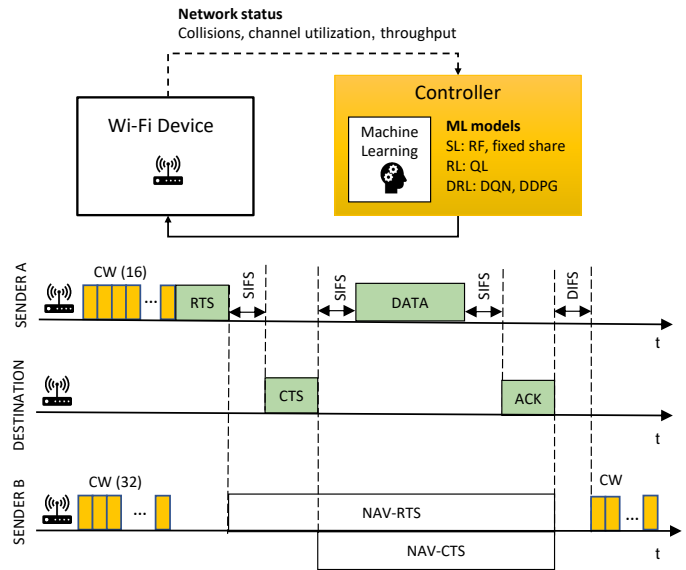 Network status
Collisions, channel utilization, throughput
Controller
Wi-Fi Device
Machine
Learning
ML models
SL: RF, fixed share
RL: QL
DRL: DQN, DDPG
SENDER A
CW (16)
...
RTS
SIFS
SIFS
DATA
SIFS
DIFS
t
DESTINATION
CTS
ACK
t
SENDER B
CW (32)
...
NAV-RTS
NAV-CTS
CW
...
t